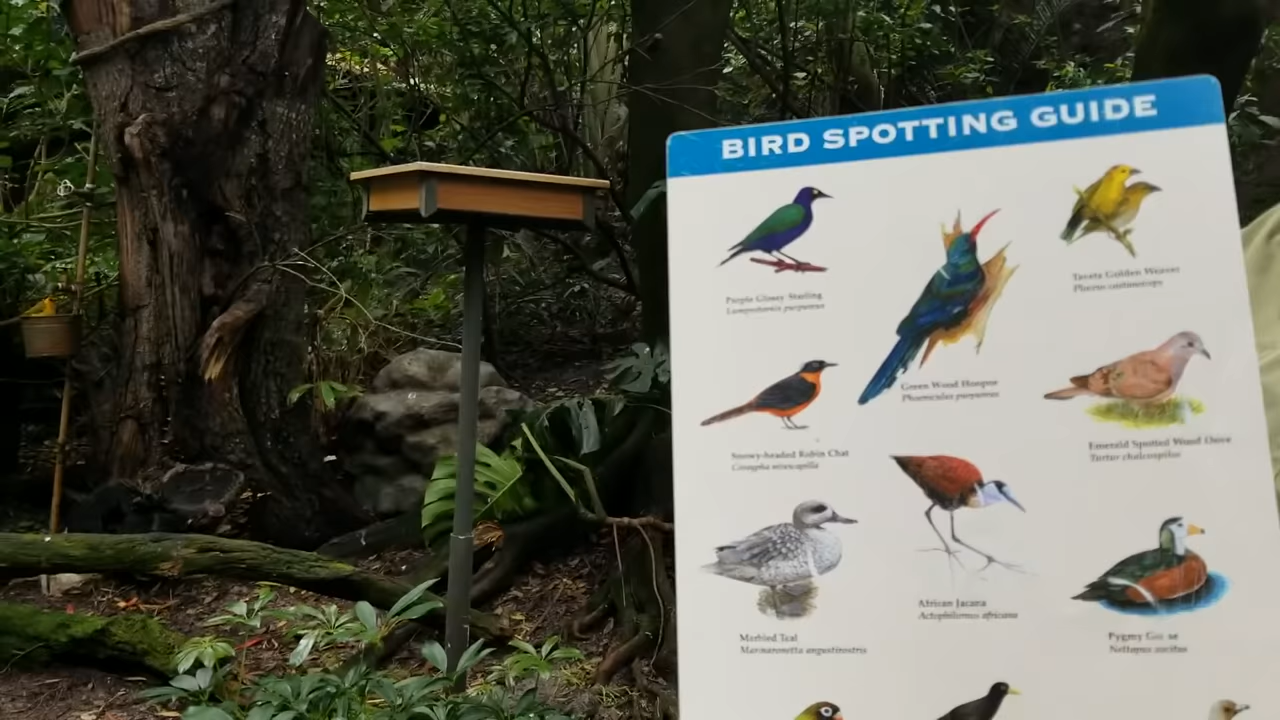 BIRD SPOTTING GUIDE
Purple Glossy Starling
Lamprotornis purpureus
Green Wood Hoopoe
Phoeniculus purpureus
Taveta Golden Weaver
Ploceus castaneiceps
Snowy-headed Robin Chat
Cossypha niveicapilla
Emerald Spotted Wood Dove
Turtur chalcospilos
Marbled Teal
Marmaronetta angustirostris
African Jacana
Actophilornis africana
Pygmy Goose
Nettapus auritus